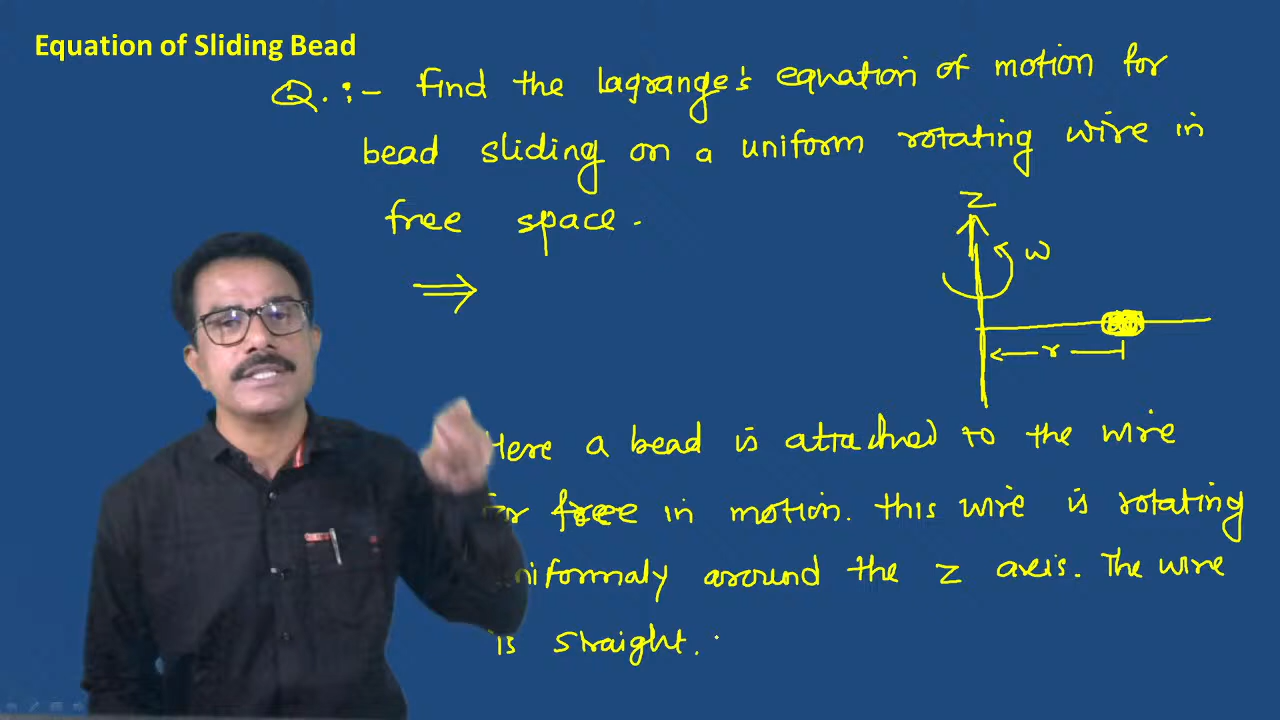 Equation of Sliding Bead
Q. :- Find the Lagrange's equation of motion for
bead sliding on a uniform rotating wire in
free space.
⇒
Z
ω
r
Here a bead is attached to the wire
for free in motion. this wire is rotating
uniformaly around the z axis. The wire
is straight.